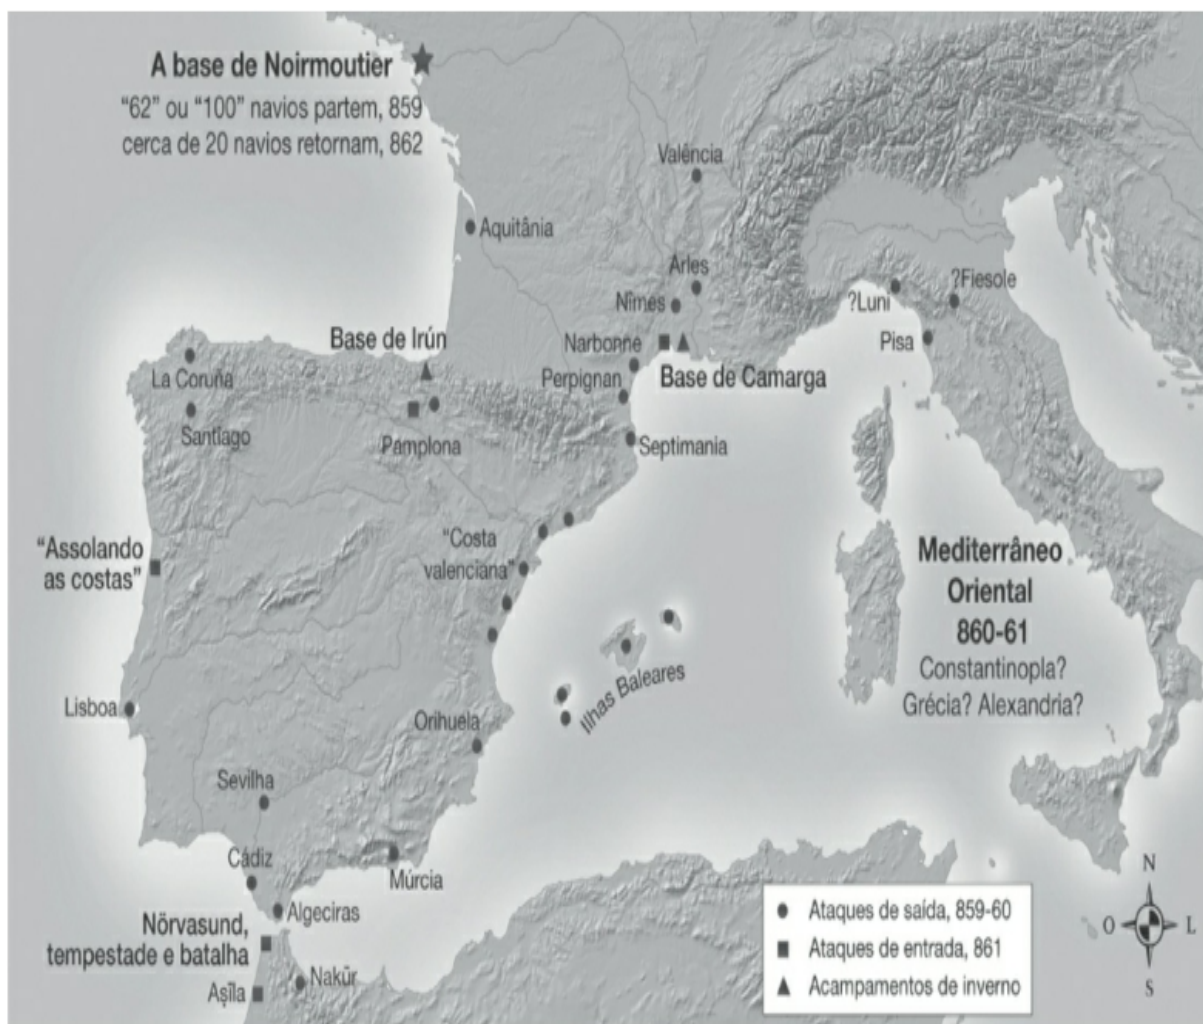 A base de Noirmoutier
“62” ou “100” navios partem, 859
cerca de 20 navios retornam, 862
Valência
Aquitânia
Arles
Nîmes
?Luni
?Fiesole
Pisa
Base de Irún
Narbonne
Perpignan
Base de Camarga
La Coruña
Santiago
Pamplona
Septimania
“Assolando
as costas”
“Costa
valenciana”
Mediterrâneo
Oriental
860-61
Constantinopla?
Grécia? Alexandria?
Ilhas Baleares
Lisboa
Orihuela
Sevilha
Cádiz
Múrcia
Algeciras
Nörvasund,
tempestade e batalha
Nakūr
Aṣīla
Ataques de saída, 859-60
Ataques de entrada, 861
Acampamentos de inverno
N
O L
S